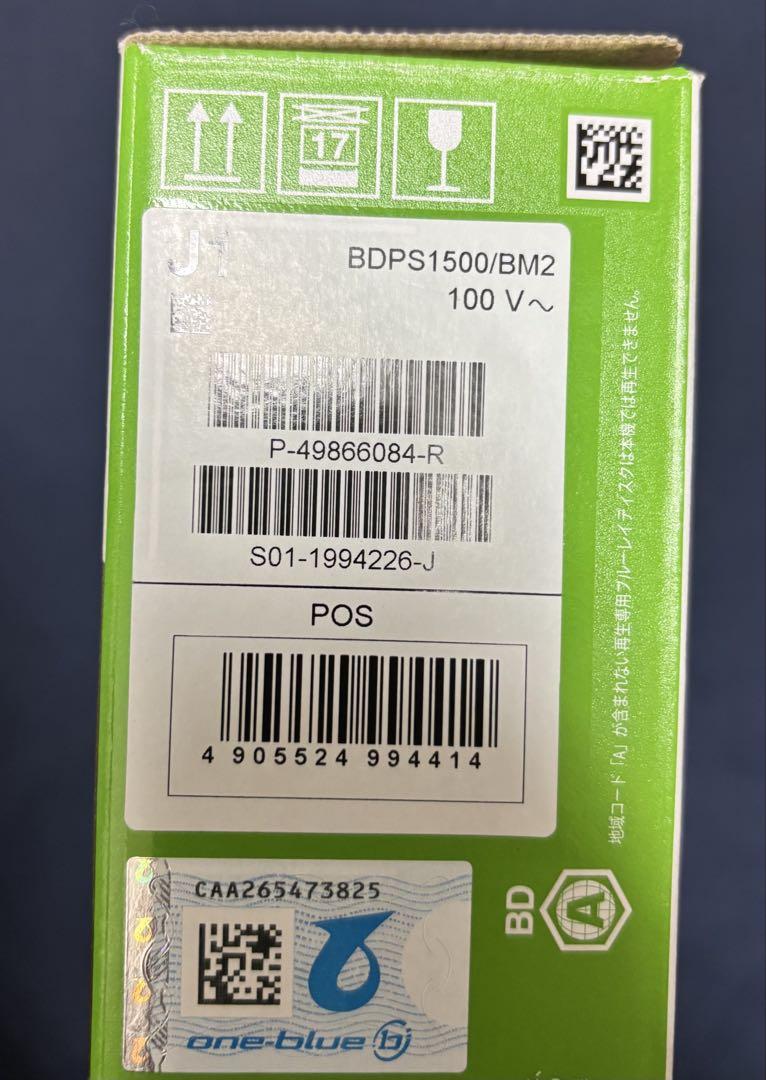 17
J1
BDPS1500/BM2
100 V～
P-49866084-R
S01-1994226-J
POS
4 905524 994414
地域コード「A」が含まれない再生専用ブルーレイディスクは本機では再生できません。
CAA265473825
one-blue
BD
A